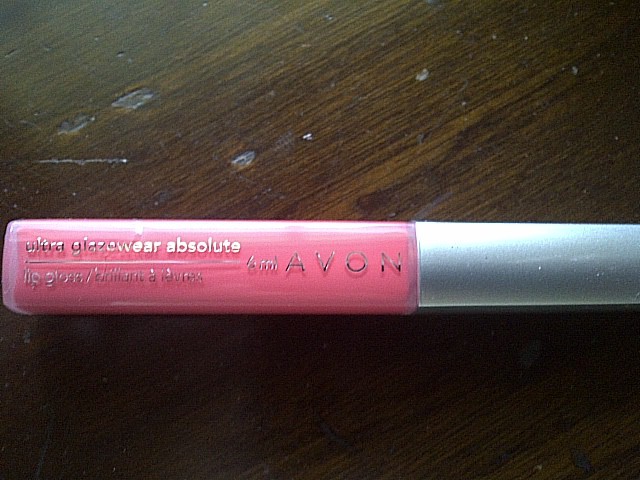 ultra glazewear absolute
lip gloss / brillant à lèvres
6 ml AVON